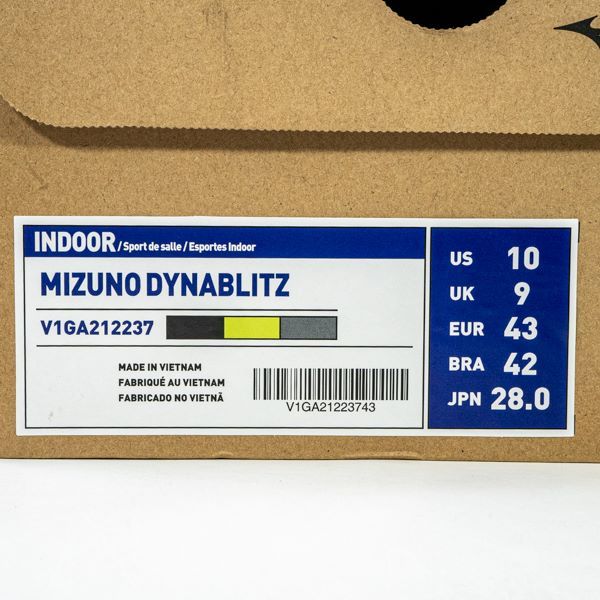 INDOOR / Sport de salle / Esportes Indoor
MIZUNO DYNABLITZ
V1GA212237
MADE IN VIETNAM
FABRIQUÉ AU VIETNAM
FABRICADO NO VIETNÃ
V1GA21223743
US 10
UK 9
EUR 43
BRA 42
JPN 28.0